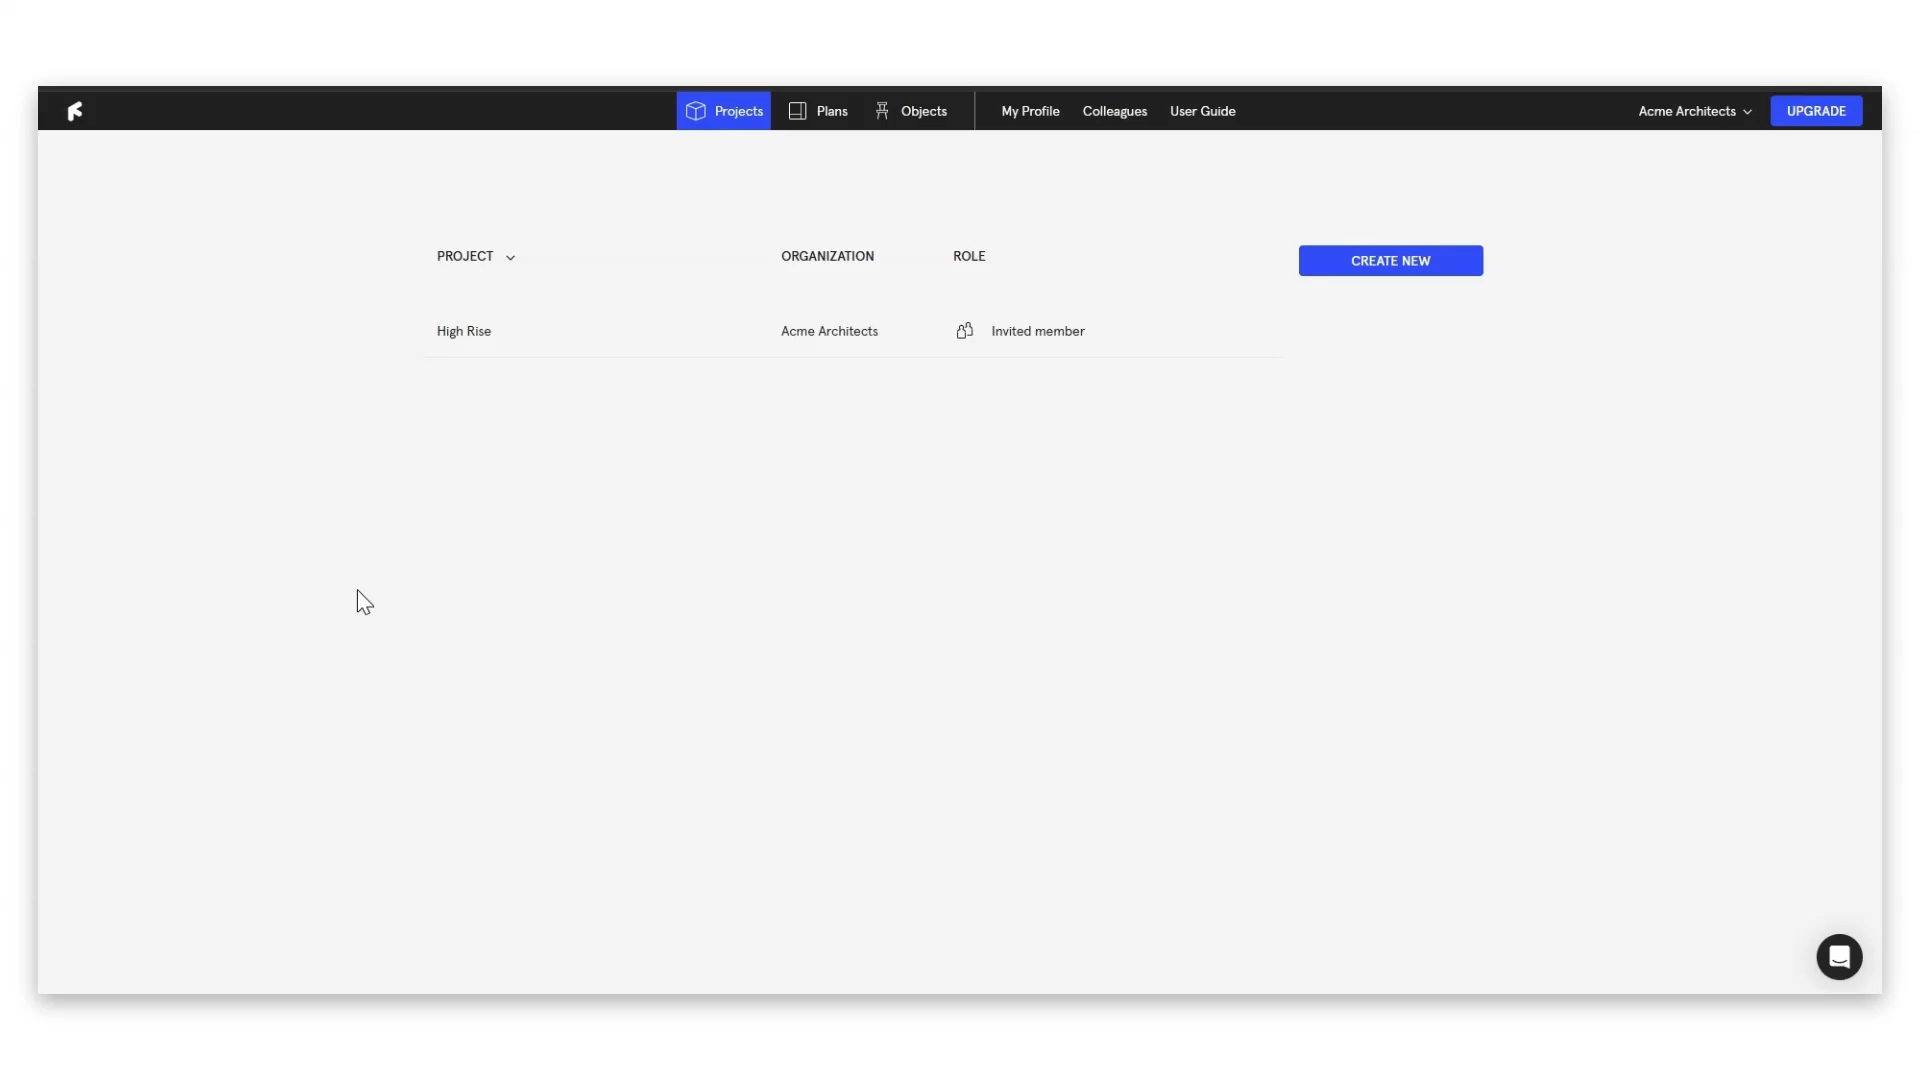 Projects Plans Objects My Profile Colleagues User Guide Acme Architects UPGRADE
PROJECT ORGANIZATION ROLE CREATE NEW
High Rise Acme Architects Invited member